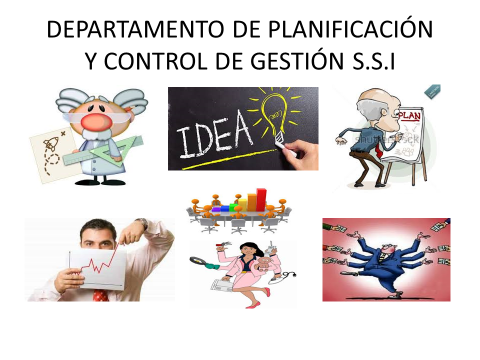 DEPARTAMENTO DE PLANIFICACIÓN
Y CONTROL DE GESTIÓN S.S.I
IDEA
PLAN